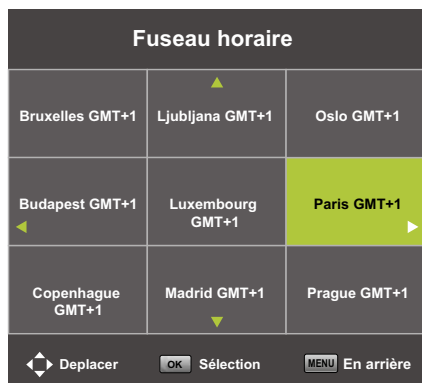 Fuseau horaire
Bruxelles GMT+1
Ljubljana GMT+1
Oslo GMT+1
Budapest GMT+1
Luxembourg
GMT+1
Paris GMT+1
Copenhague
GMT+1
Madrid GMT+1
Prague GMT+1
Deplacer
OK Sélection
MENU En arrière